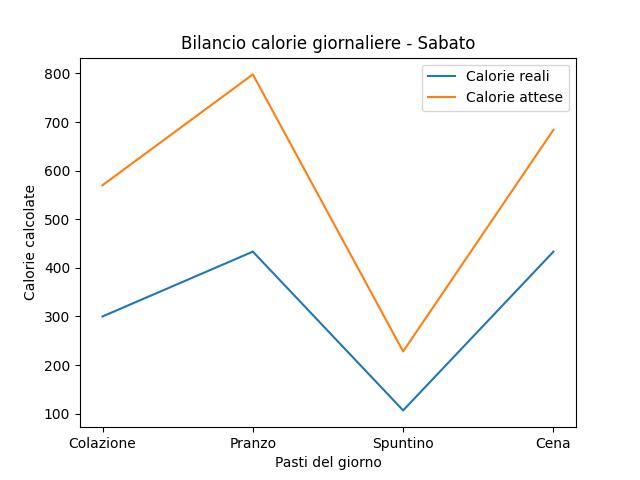 Bilancio calorie giornaliere - Sabato
Calorie reali
Calorie attese
800
700
600
500
400
300
200
100
Calorie calcolate
Colazione
Pranzo
Spuntino
Cena
Pasti del giorno